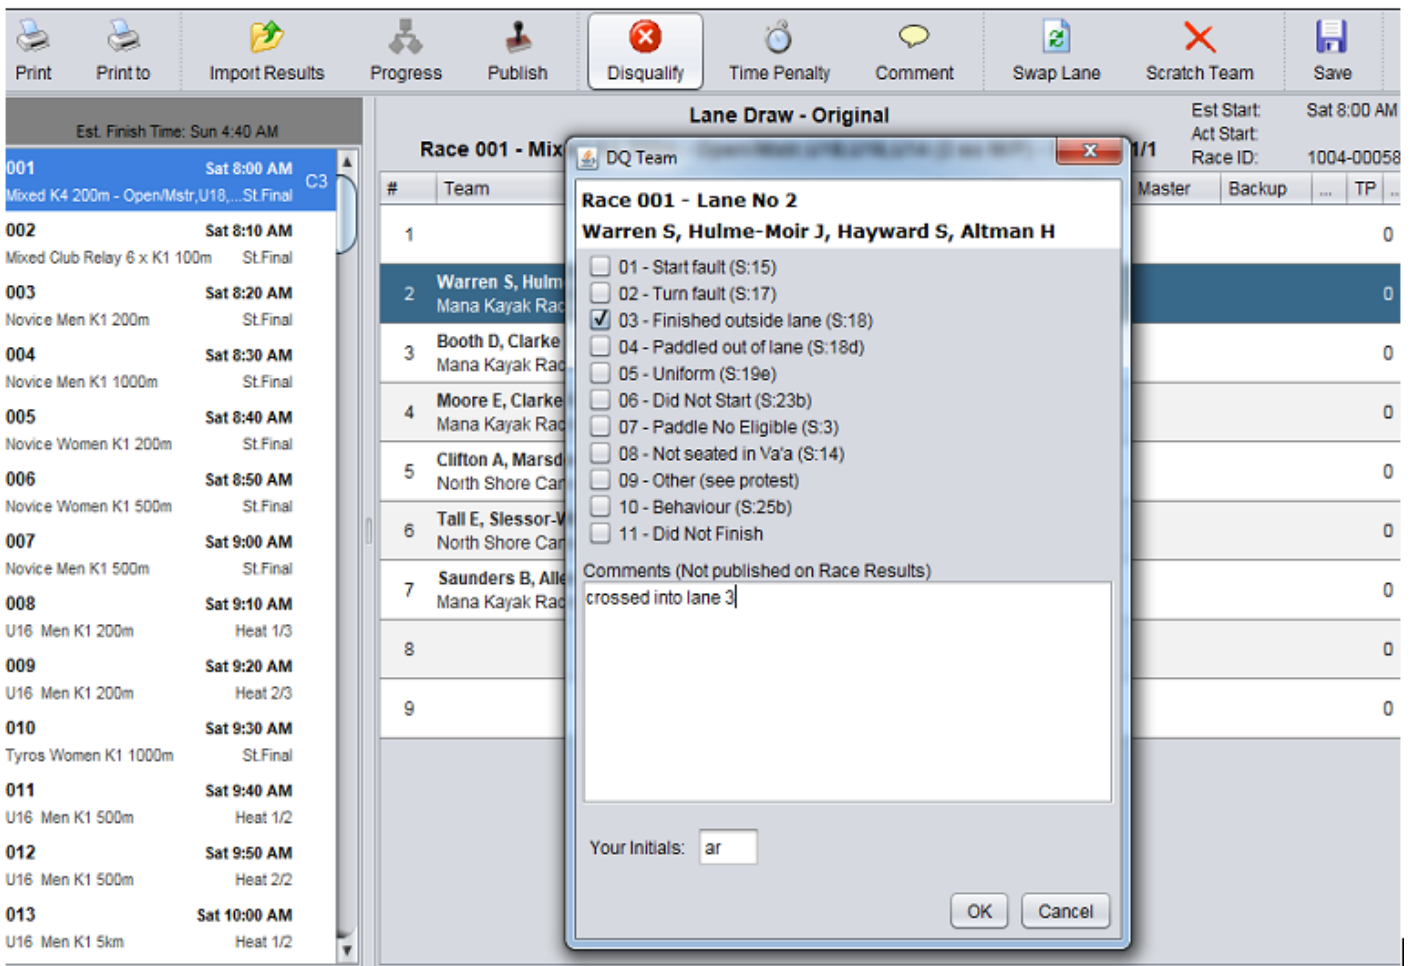 Print Print to Import Results Progress Publish Disqualify Time Penalty Comment Swap Lane Scratch Team Save
Est. Finish Time: Sun 4:40 AM
001 Sat 8:00 AM
C3
Mixed K4 200m - Open/Mstr,U18,...St.Final
002 Sat 8:10 AM
Mixed Club Relay 6 x K1 100m St.Final
003 Sat 8:20 AM
Novice Men K1 200m St.Final
004 Sat 8:30 AM
Novice Men K1 1000m St.Final
005 Sat 8:40 AM
Novice Women K1 200m St.Final
006 Sat 8:50 AM
Novice Women K1 500m St.Final
007 Sat 9:00 AM
Novice Men K1 500m St.Final
008 Sat 9:10 AM
U16 Men K1 200m Heat 1/3
009 Sat 9:20 AM
U16 Men K1 200m Heat 2/3
010 Sat 9:30 AM
Tyros Women K1 1000m St.Final
011 Sat 9:40 AM
U16 Men K1 500m Heat 1/2
012 Sat 9:50 AM
U16 Men K1 500m Heat 2/2
013 Sat 10:00 AM
U16 Men K1 5km Heat 1/2
Lane Draw - Original
Race 001 - Mix
1/1
Est Start: Sat 8:00 AM
Act Start:
Race ID: 1004-00058
# Team Master Backup ... TP ..
1 0
2 Warren S, Hulm 0
Mana Kayak Rac
3 Booth D, Clarke 0
Mana Kayak Rac
4 Moore E, Clarke 0
Mana Kayak Rac
5 Clifton A, Marsd 0
North Shore Can
6 Tall E, Slessor-W 0
North Shore Can
7 Saunders B, Alle 0
Mana Kayak Rac
8 0
9 0
DQ Team
Race 001 - Lane No 2
Warren S, Hulme-Moir J, Hayward S, Altman H
01 - Start fault (S:15)
02 - Turn fault (S:17)
03 - Finished outside lane (S:18)
04 - Paddled out of lane (S:18d)
05 - Uniform (S:19e)
06 - Did Not Start (S:23b)
07 - Paddle No Eligible (S:3)
08 - Not seated in Va'a (S:14)
09 - Other (see protest)
10 - Behaviour (S:25b)
11 - Did Not Finish
Comments (Not published on Race Results)
crossed into lane 3
Your Initials: ar
OK Cancel